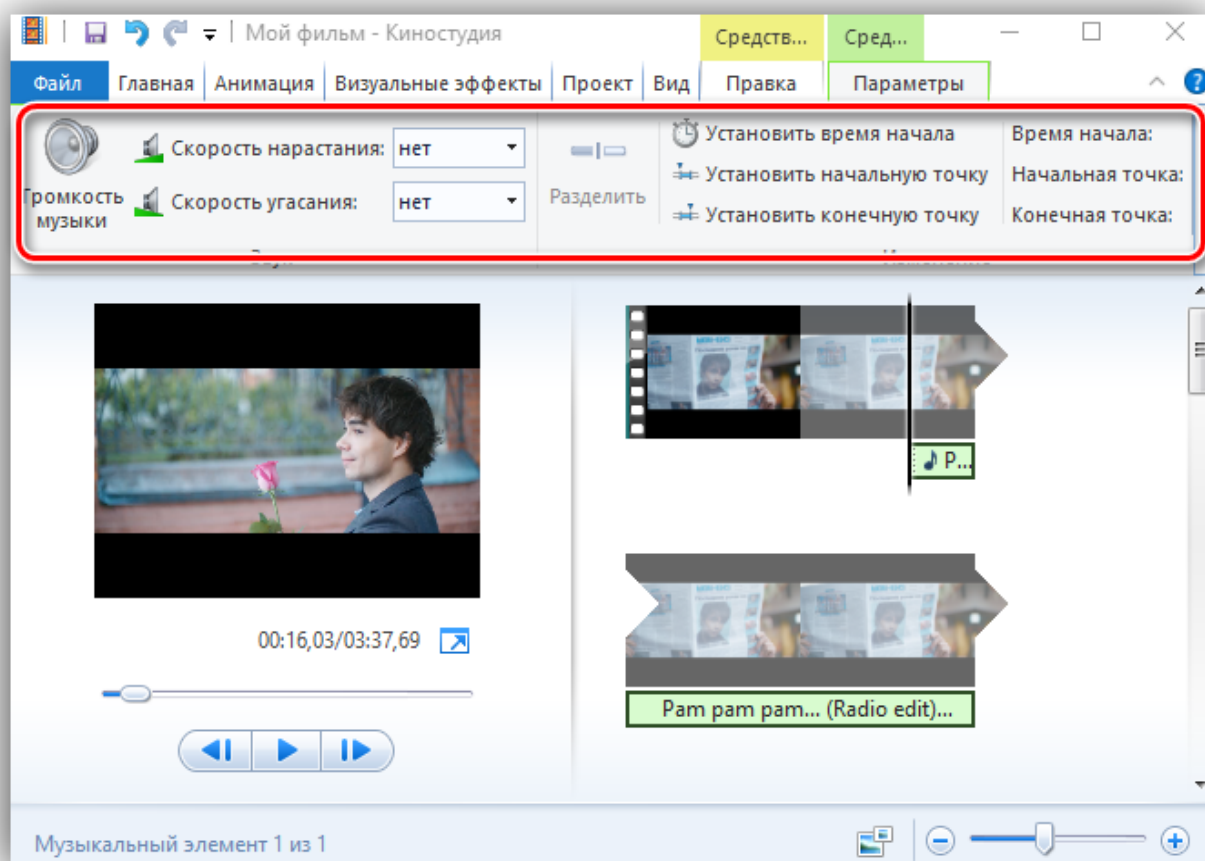 Мой фильм - Киностудия
Средств...
Сред...
Файл
Главная
Анимация
Визуальные эффекты
Проект
Вид
Правка
Параметры
Громкость
музыки
Скорость нарастания:
нет
Скорость угасания:
нет
Разделить
Установить время начала
Установить начальную точку
Установить конечную точку
Время начала:
Начальная точка:
Конечная точка:
Звук
Изменение
00:16,03/03:37,69
P...
Pam pam pam... (Radio edit)...
Музыкальный элемент 1 из 1